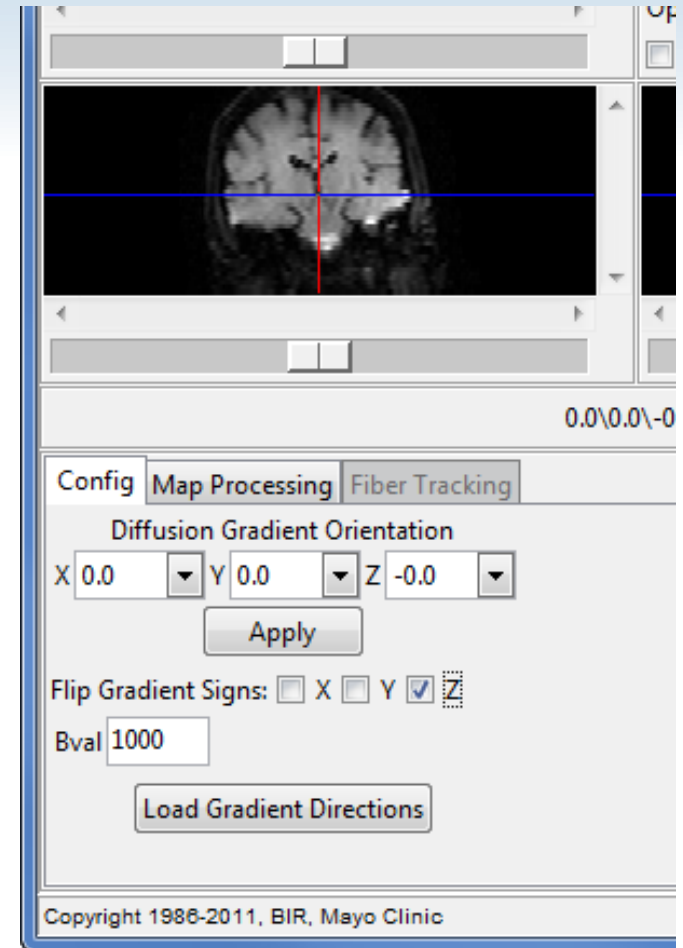 Op
0.0\0.0\-0
Config Map Processing Fiber Tracking
Diffusion Gradient Orientation
X 0.0 Y 0.0 Z -0.0
Apply
Flip Gradient Signs: X Y Z
Bval 1000
Load Gradient Directions
Copyright 1986-2011, BIR, Mayo Clinic